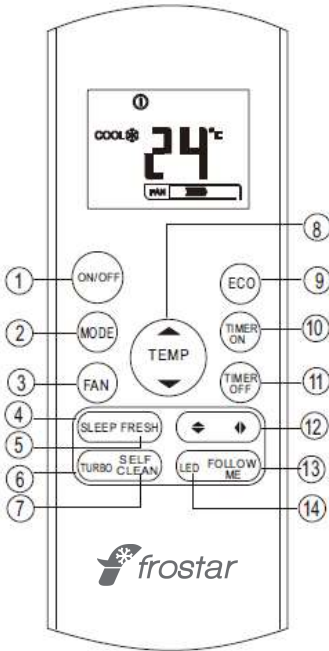 COOL 24°C
FAN
8
1 ON/OFF ECO 9
2 MODE TEMP TIMER ON 10
3 FAN TIMER OFF 11
4
SLEEP FRESH
5 12
6 TURBO SELF CLEAN LED FOLLOW ME 13
7 14
frostar